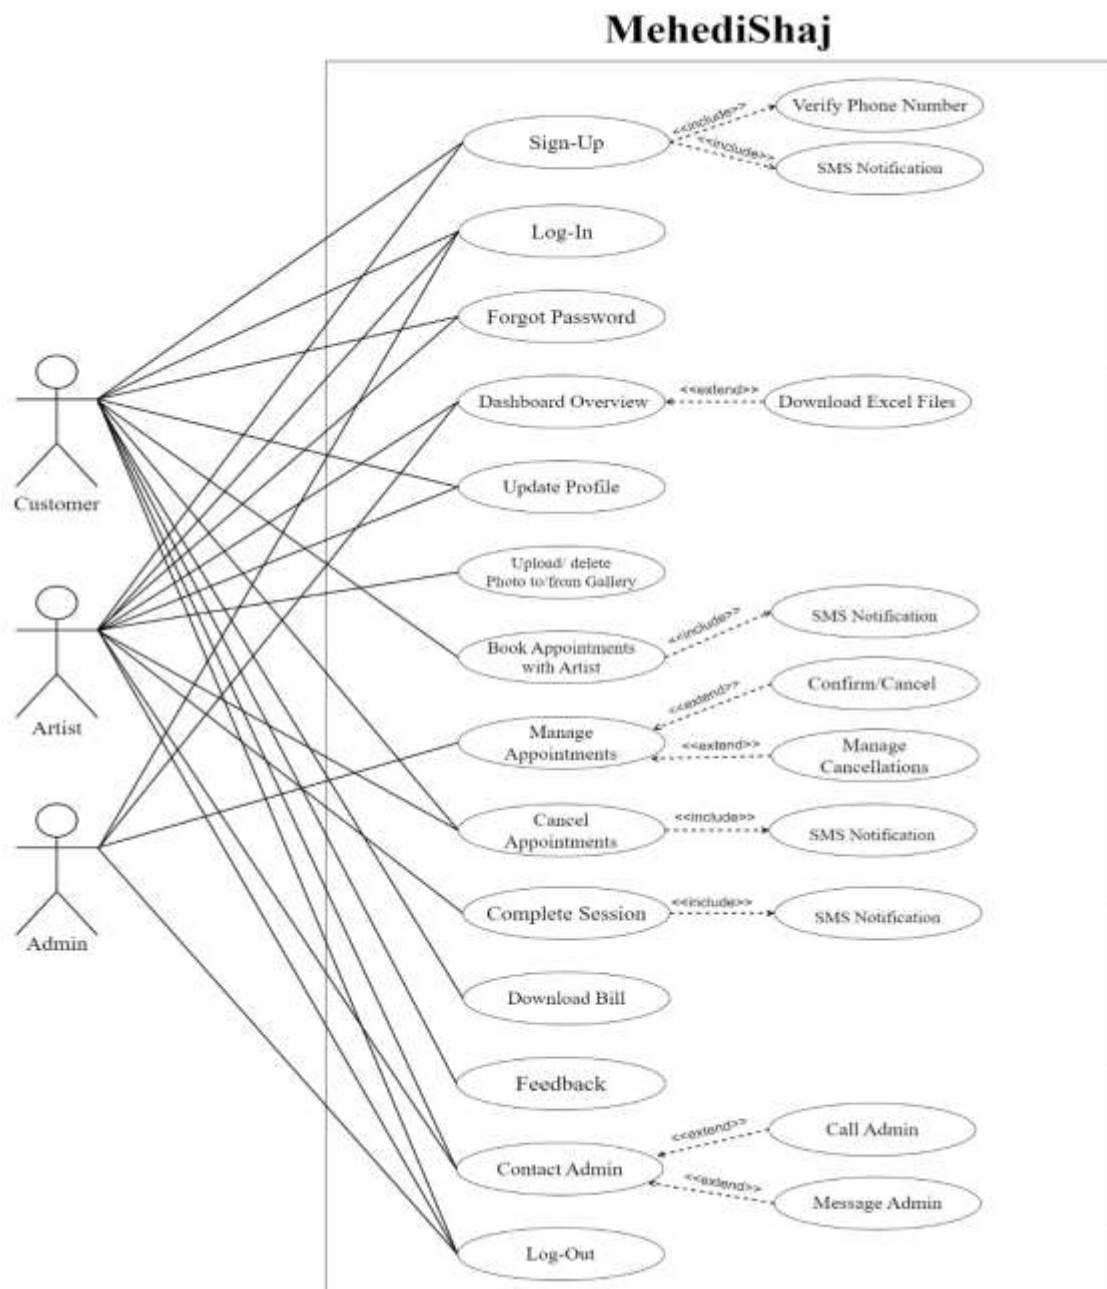 MehediShaj
Sign-Up
<<include>>
Verify Phone Number
<<include>>
SMS Notification
Log-In
Forgot Password
Dashboard Overview
<<extend>>
Download Excel Files
Customer
Update Profile
Upload/ delete
Photo to/from Gallery
Book Appointments
with Artist
<<include>>
SMS Notification
Artist
Manage
Appointments
<<extend>>
Confirm/Cancel
<<extend>>
Manage
Cancellations
Cancel
Appointments
<<include>>
SMS Notification
Admin
Complete Session
<<include>>
SMS Notification
Download Bill
Feedback
Contact Admin
<<extend>>
Call Admin
<<extend>>
Message Admin
Log-Out